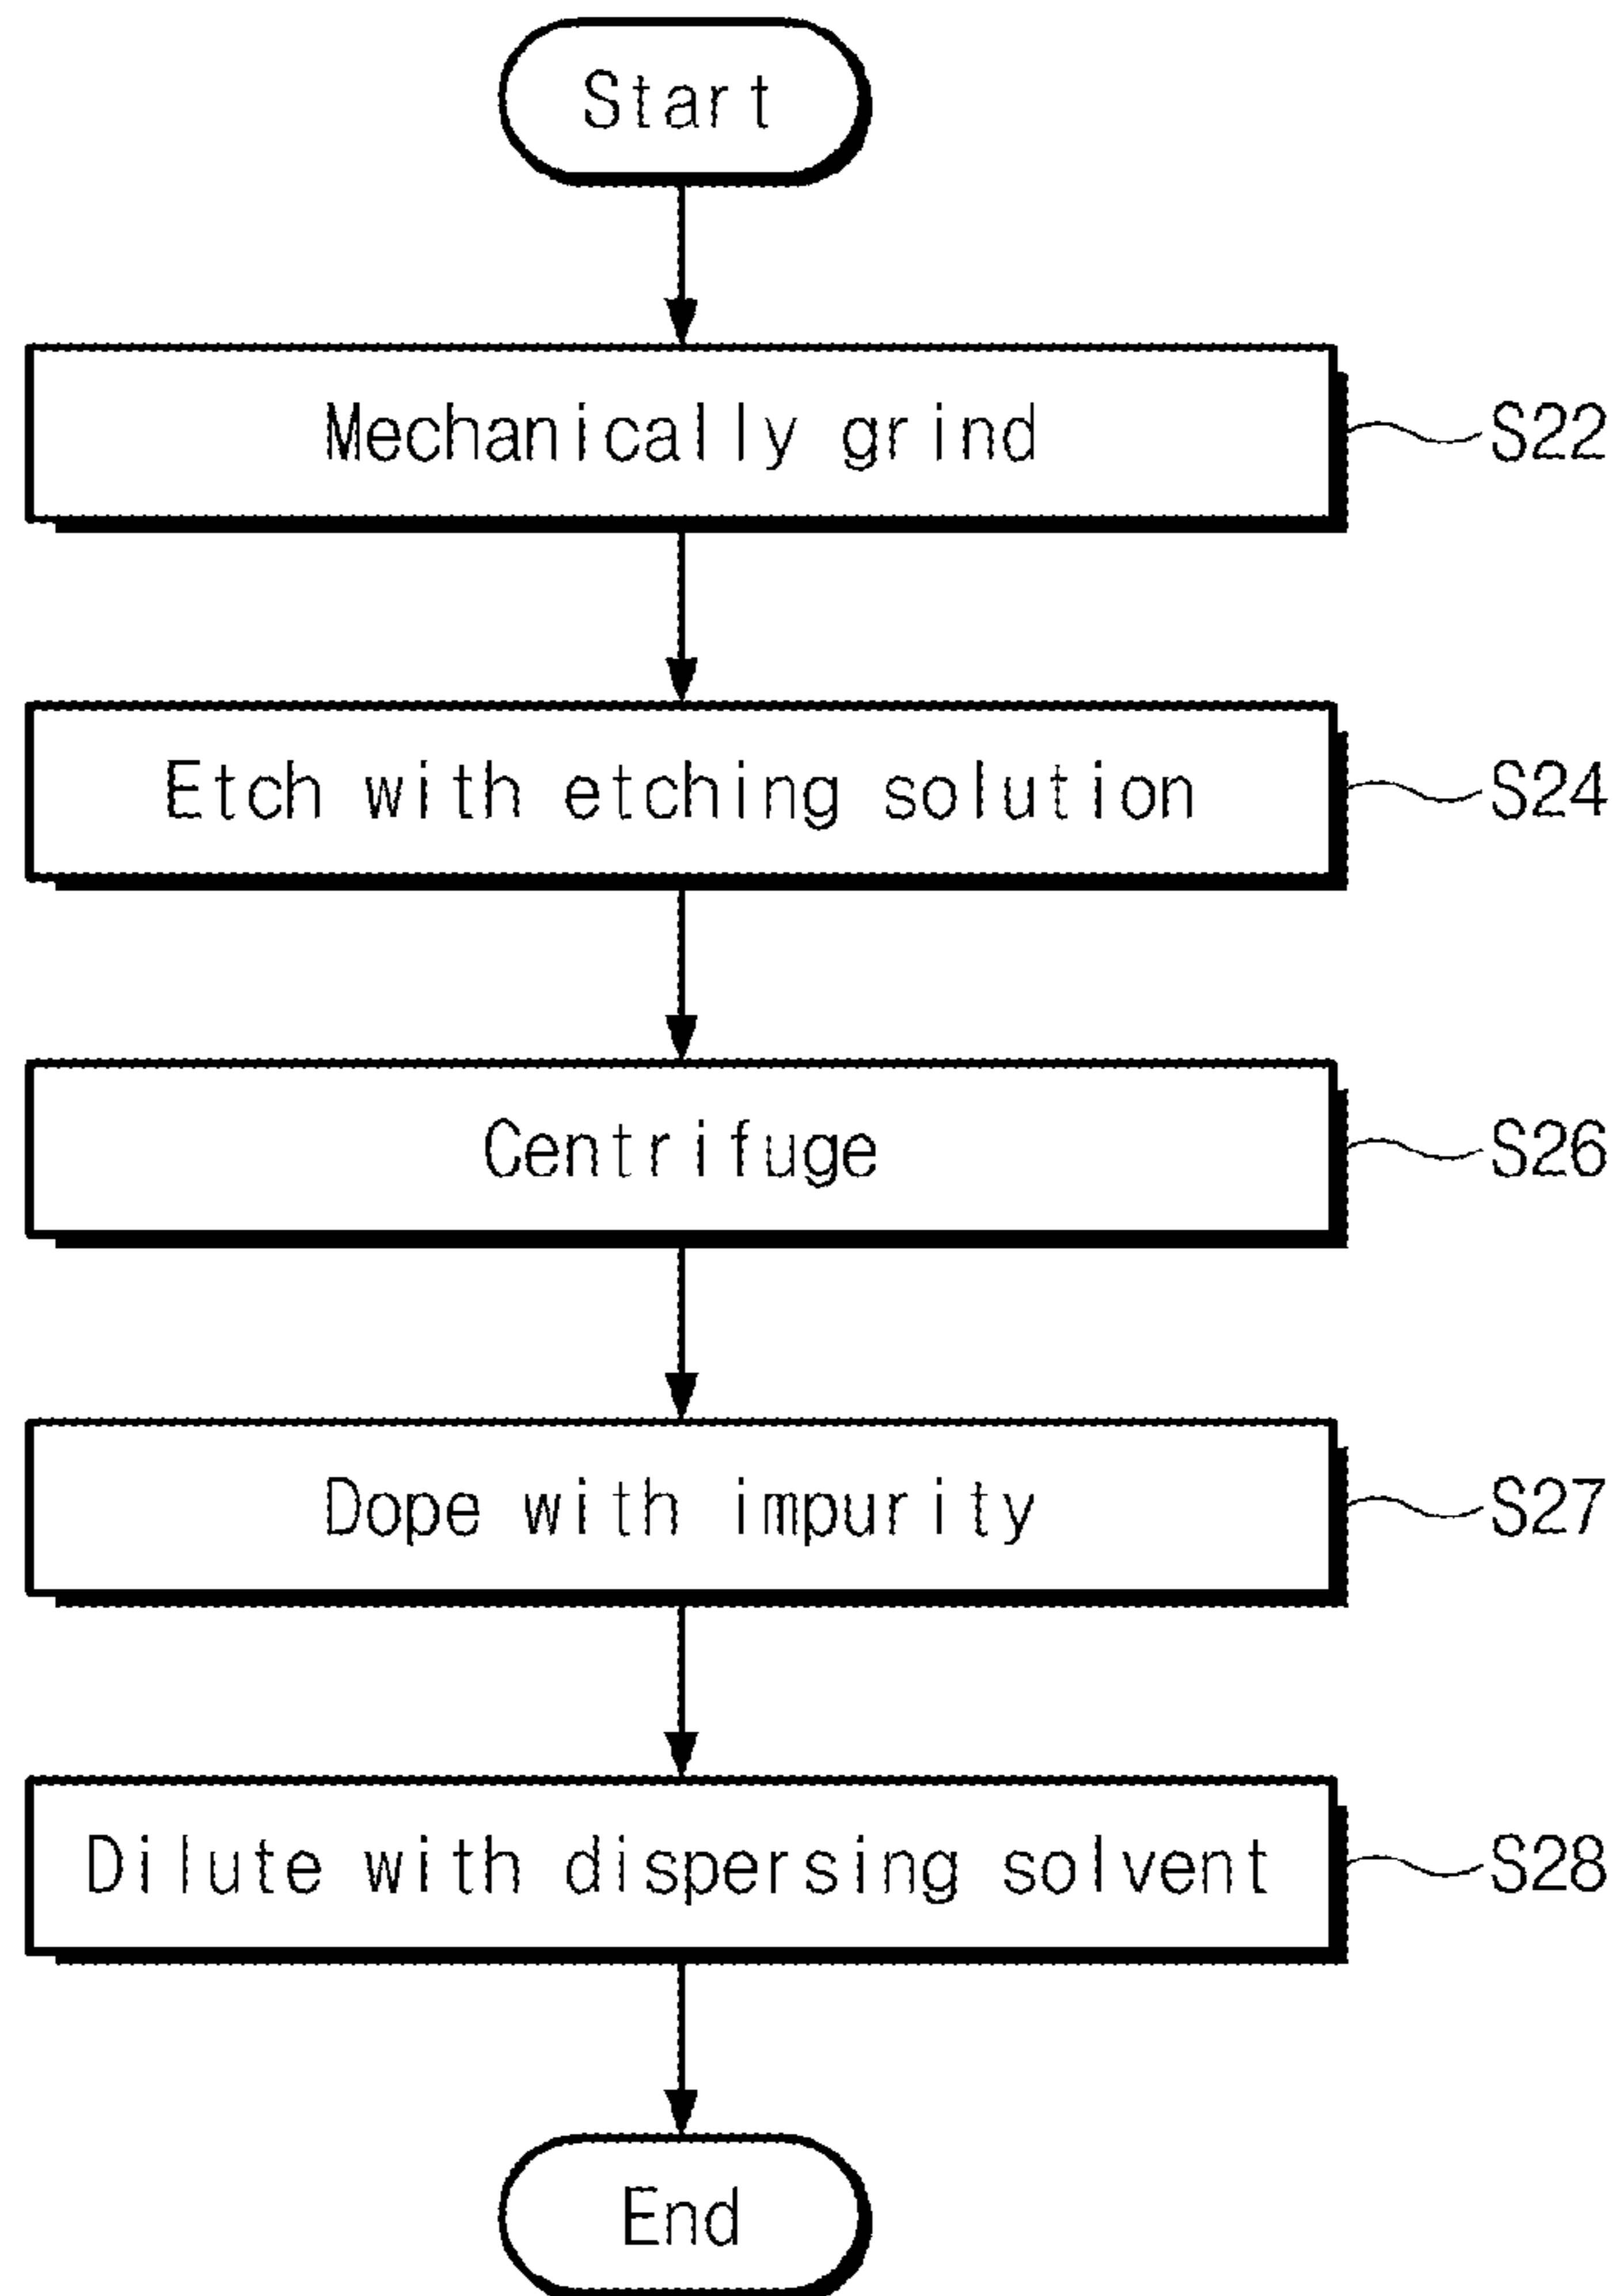 Start
Mechanically grind
S22
Etch with etching solution
S24
Centrifuge
S26
Dope with impurity
S27
Dilute with dispersing solvent
S28
End